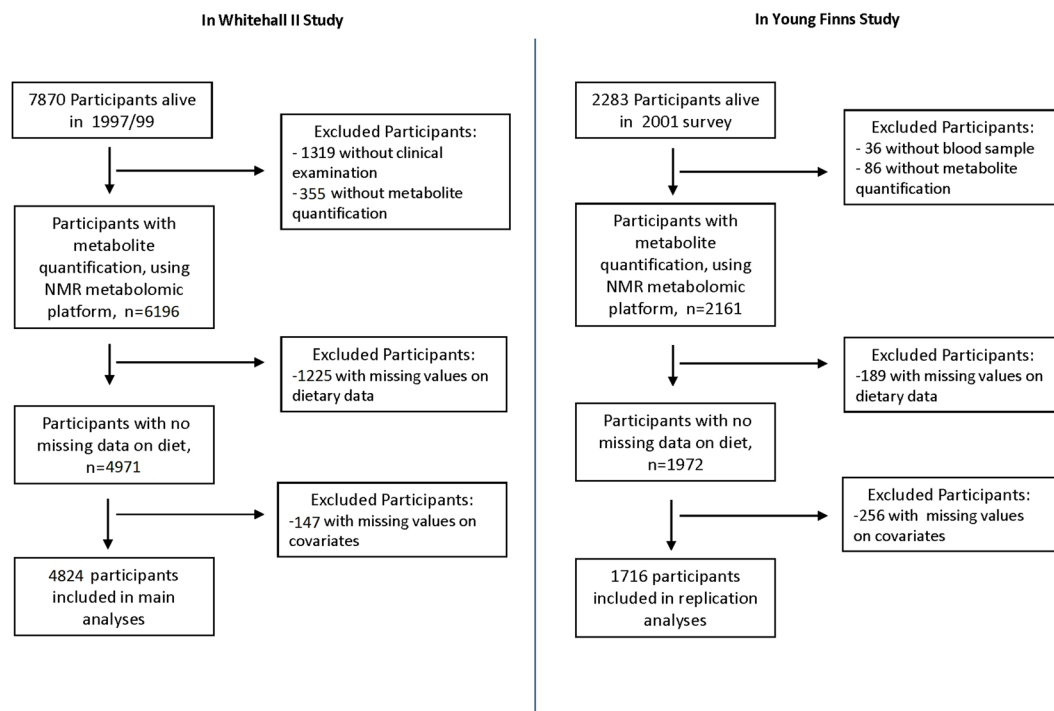 In Whitehall II Study
7870 Participants alive
in 1997/99
Excluded Participants:
- 1319 without clinical
examination
-355 without metabolite
quantification
Participants with
metabolite
quantification, using
NMR metabolomic
platform, n=6196
Excluded Participants:
-1225 with missing values on
dietary data
Participants with no
missing data on diet,
n=4971
Excluded Participants:
-147 with missing values on
covariates
4824 participants
included in main
analyses
In Young Finns Study
2283 Participants alive
in 2001 survey
Excluded Participants:
- 36 without blood sample
- 86 without metabolite
quantification
Participants with
metabolite
quantification, using
NMR metabolomic
platform, n=2161
Excluded Participants:
-189 with missing values on
dietary data
Participants with no
missing data on diet,
n=1972
Excluded Participants:
-256 with missing values
on covariates
1716 participants
included in replication
analyses